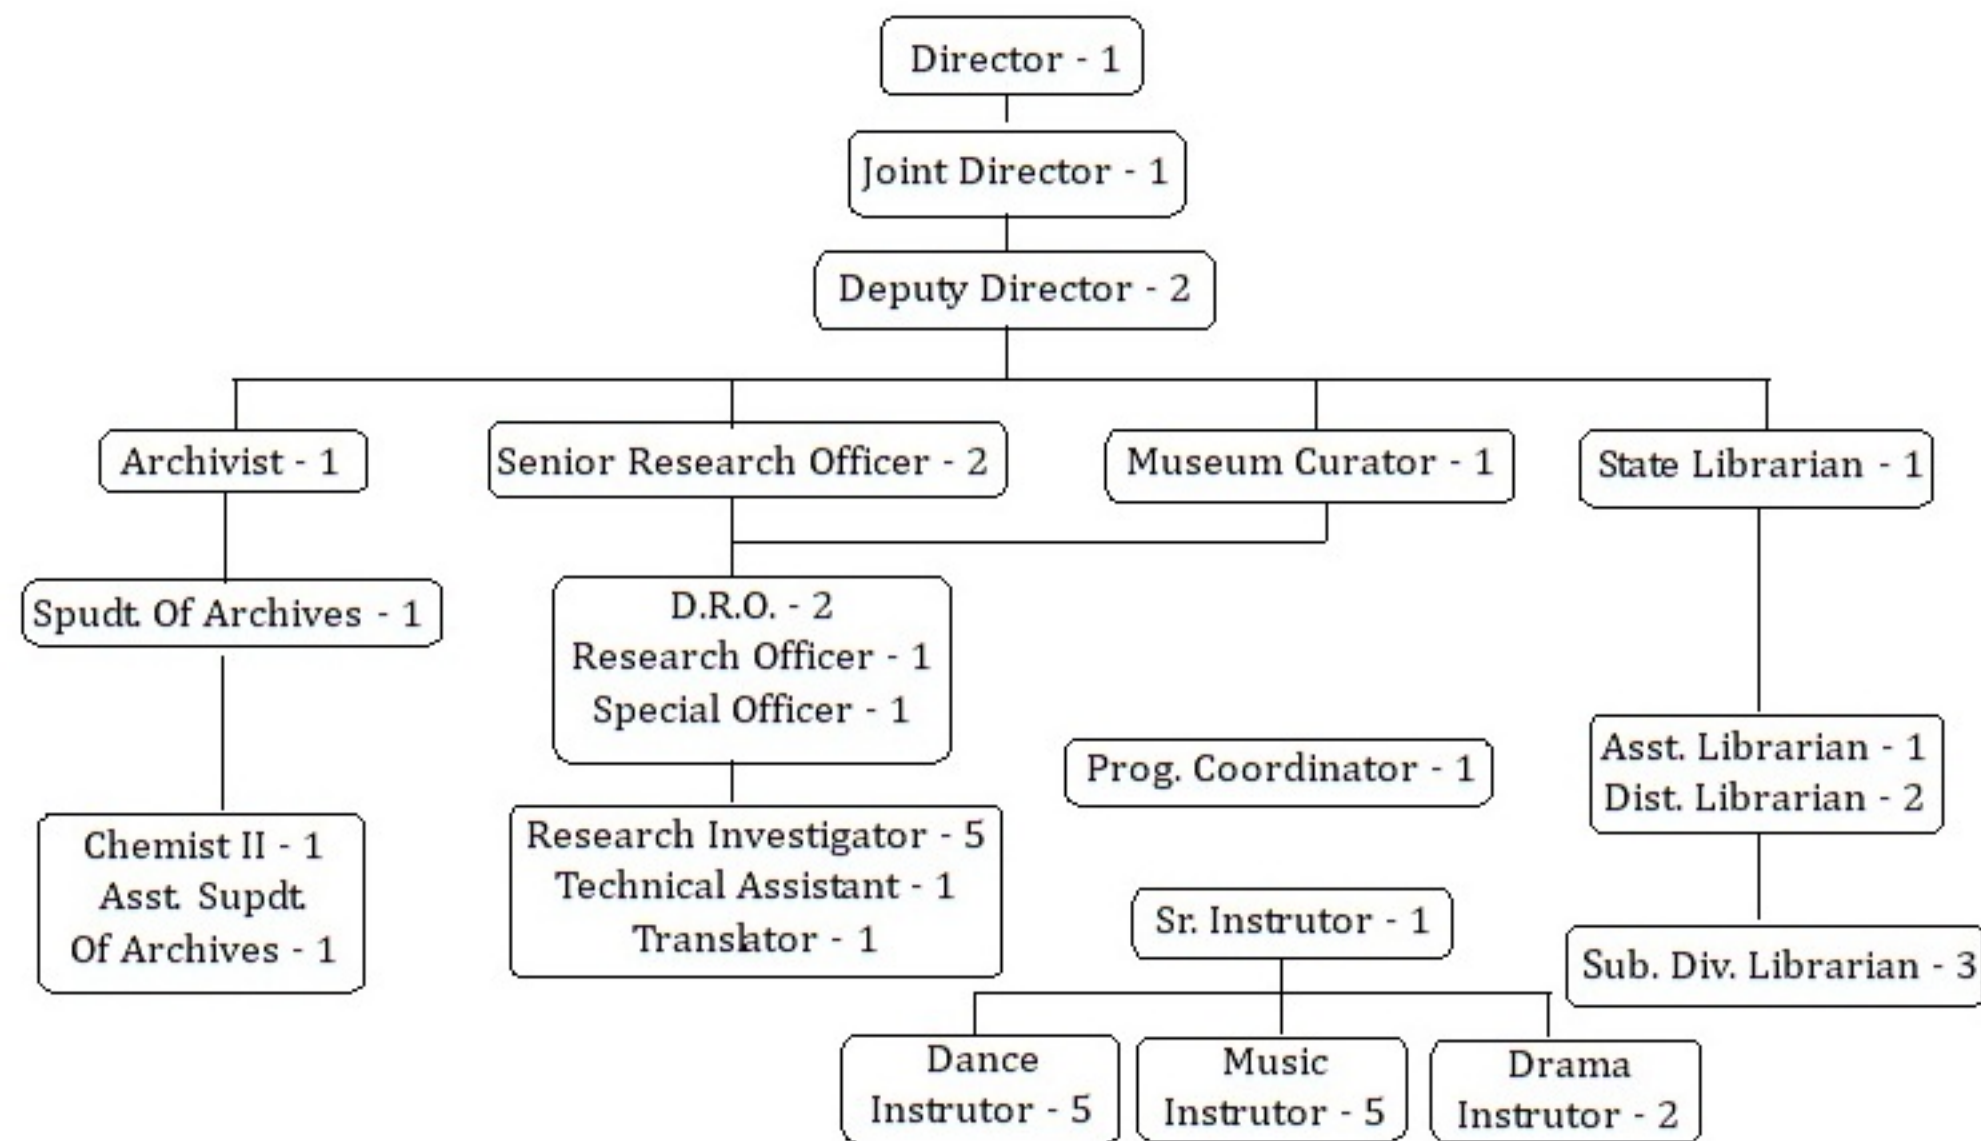 Director - 1
Joint Director - 1
Deputy Director - 2
Archivist - 1
Senior Research Officer - 2
Museum Curator - 1
State Librarian - 1
Spudt. Of Archives - 1
D.R.O. - 2
Research Officer - 1
Special Officer - 1
Prog. Coordinator - 1
Asst. Librarian - 1
Dist. Librarian - 2
Chemist II - 1
Asst. Supdt.
Of Archives - 1
Research Investigator - 5
Technical Assistant - 1
Translator - 1
Sr. Instrutor - 1
Sub. Div. Librarian - 3
Dance
Instrutor - 5
Music
Instrutor - 5
Drama
Instrutor - 2